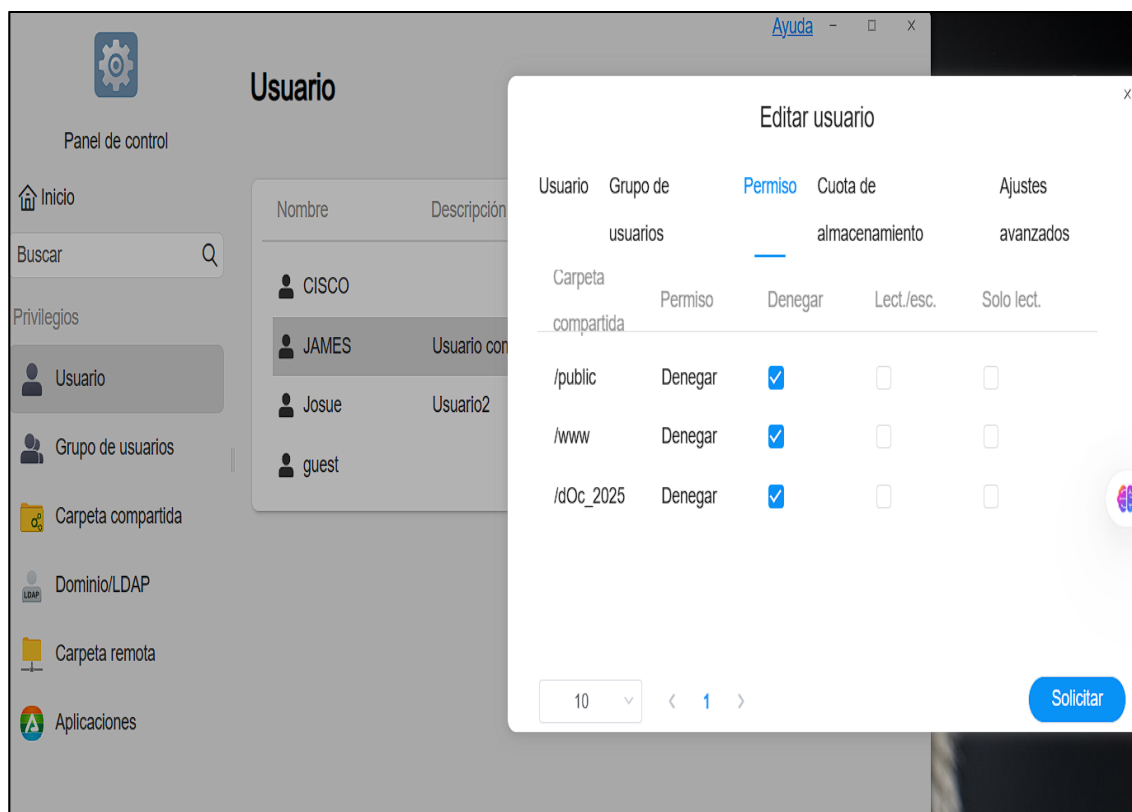 Ayuda
Panel de control
Inicio
Buscar
Privilegios
Usuario
Grupo de usuarios
Carpeta compartida
LDAP
Dominio/LDAP
Carpeta remota
Aplicaciones
Usuario
Nombre Descripción
CISCO
JAMES Usuario con
Josue Usuario2
guest
Editar usuario
Usuario Grupo de Permiso Cuota de Ajustes
usuarios almacenamiento avanzados
Carpeta
compartida Permiso Denegar Lect./esc. Solo lect.
/public Denegar
/www Denegar
/dOc_2025 Denegar
10 1
Solicitar